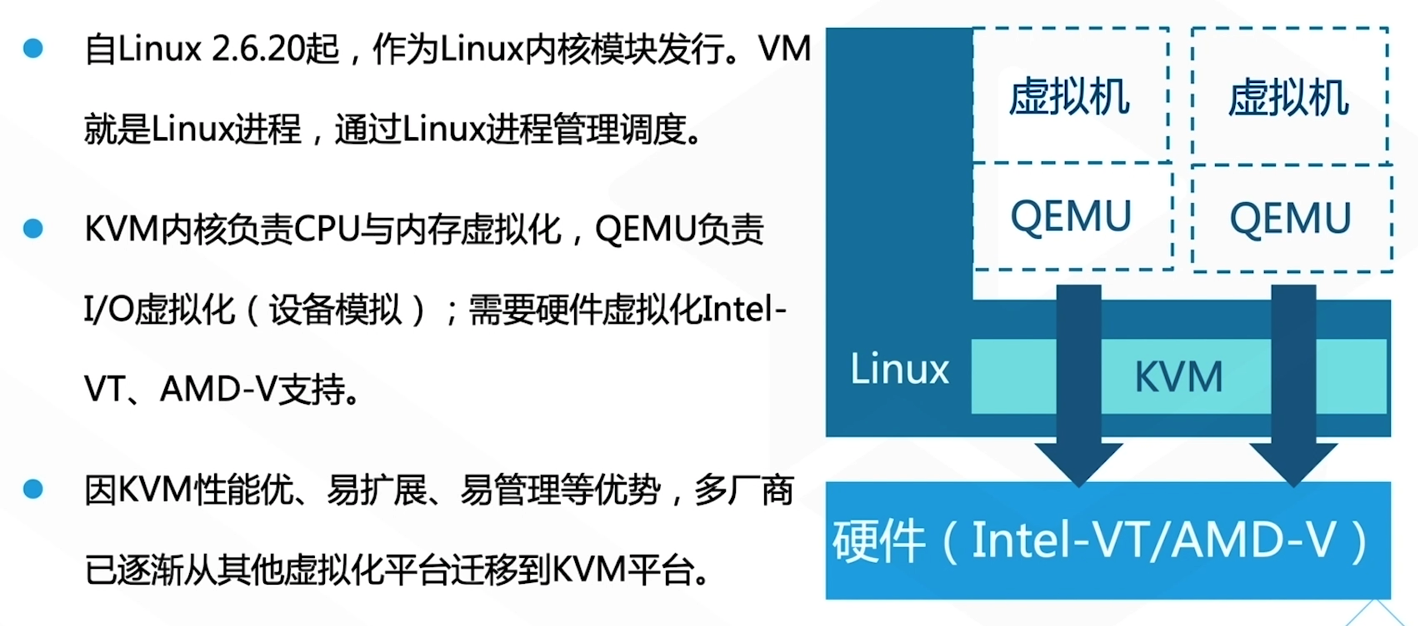 自Linux 2.6.20起，作为Linux内核模块发行。VM
就是Linux进程，通过Linux进程管理调度。
KVM内核负责CPU与内存虚拟化，QEMU负责
I/O虚拟化（设备模拟）；需要硬件虚拟化Intel-
VT、AMD-V支持。
因KVM性能优、易扩展、易管理等优势，多厂商
已逐渐从其他虚拟化平台迁移到KVM平台。
虚拟机
虚拟机
QEMU
QEMU
Linux
KVM
硬件（Intel-VT/AMD-V）